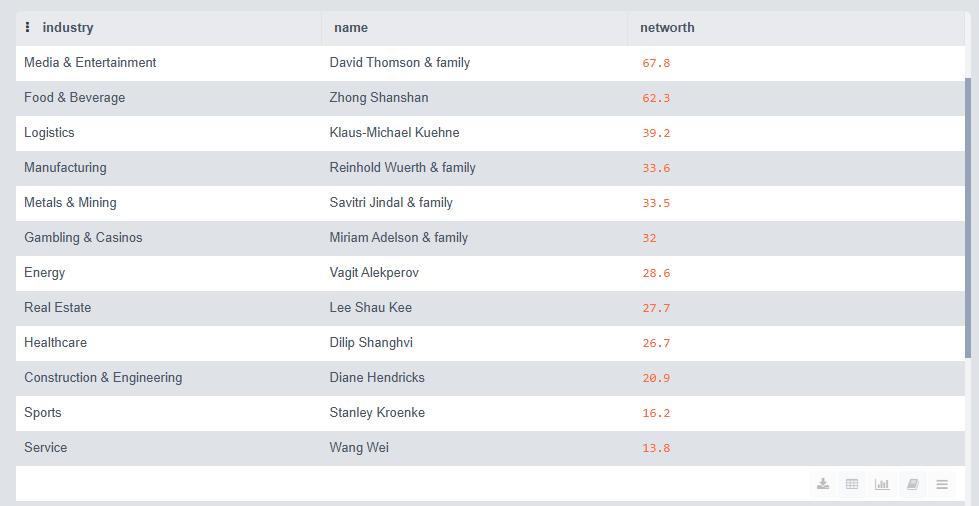 industry name networth
Media & Entertainment David Thomson & family 67.8
Food & Beverage Zhong Shanshan 62.3
Logistics Klaus-Michael Kuehne 39.2
Manufacturing Reinhold Wuerth & family 33.6
Metals & Mining Savitri Jindal & family 33.5
Gambling & Casinos Miriam Adelson & family 32
Energy Vagit Alekperov 28.6
Real Estate Lee Shau Kee 27.7
Healthcare Dilip Shanghvi 26.7
Construction & Engineering Diane Hendricks 20.9
Sports Stanley Kroenke 16.2
Service Wang Wei 13.8